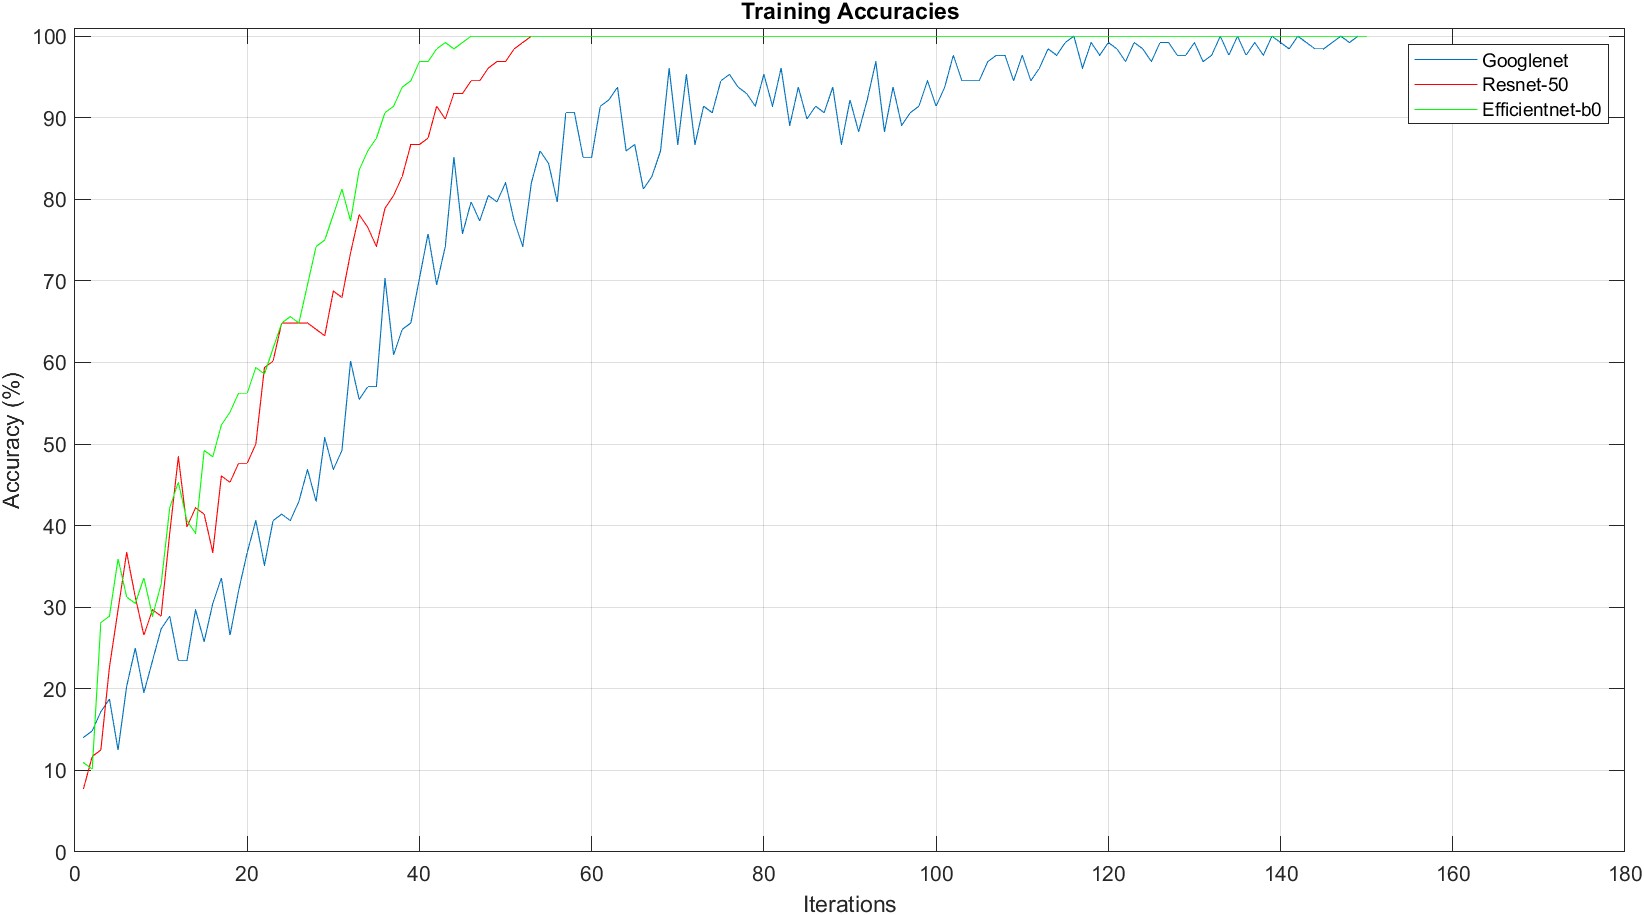 Training Accuracies
100
90
80
70
60
50
40
30
20
10
0
Accuracy (%)
Googlenet
Resnet-50
Efficientnet-b0
0 20 40 60 80 100 120 140 160 180
Iterations